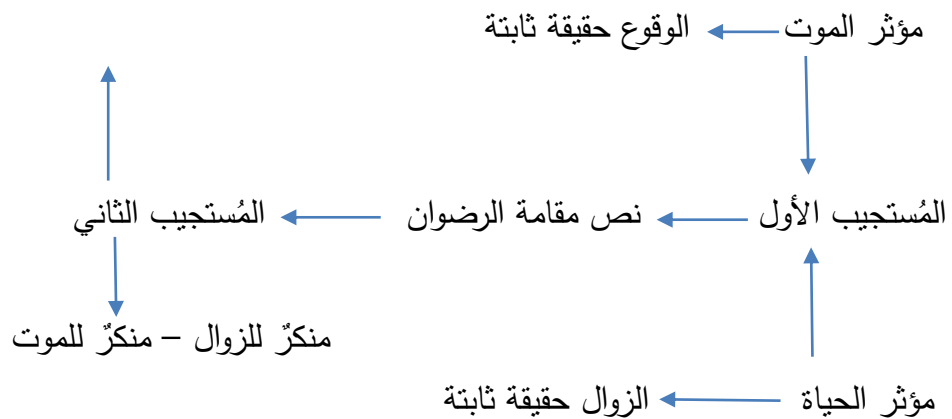 مؤثر الموت الوقوع حقيقة ثابتة
المُستجيب الأول نص مقامة الرضوان المُستجيب الثاني
منكرٌ للزوال – منكرٌ للموت
مؤثر الحياة الزوال حقيقة ثابتة